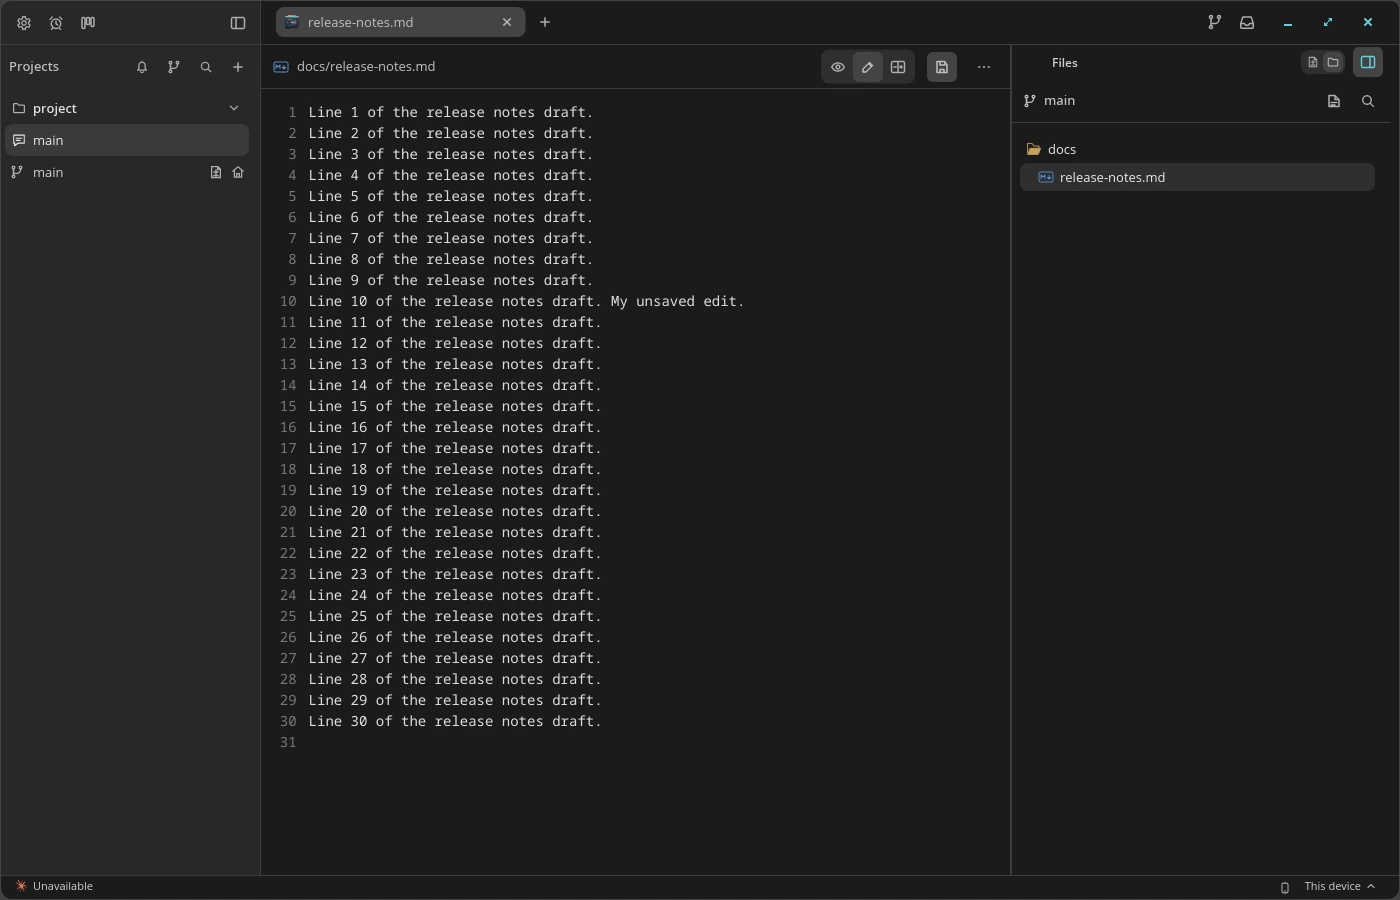 release-notes.md
Projects
project
main
main
docs/release-notes.md
1 Line 1 of the release notes draft.
2 Line 2 of the release notes draft.
3 Line 3 of the release notes draft.
4 Line 4 of the release notes draft.
5 Line 5 of the release notes draft.
6 Line 6 of the release notes draft.
7 Line 7 of the release notes draft.
8 Line 8 of the release notes draft.
9 Line 9 of the release notes draft.
10 Line 10 of the release notes draft. My unsaved edit.
11 Line 11 of the release notes draft.
12 Line 12 of the release notes draft.
13 Line 13 of the release notes draft.
14 Line 14 of the release notes draft.
15 Line 15 of the release notes draft.
16 Line 16 of the release notes draft.
17 Line 17 of the release notes draft.
18 Line 18 of the release notes draft.
19 Line 19 of the release notes draft.
20 Line 20 of the release notes draft.
21 Line 21 of the release notes draft.
22 Line 22 of the release notes draft.
23 Line 23 of the release notes draft.
24 Line 24 of the release notes draft.
25 Line 25 of the release notes draft.
26 Line 26 of the release notes draft.
27 Line 27 of the release notes draft.
28 Line 28 of the release notes draft.
29 Line 29 of the release notes draft.
30 Line 30 of the release notes draft.
31
Files
main
docs
release-notes.md
Unavailable
This device